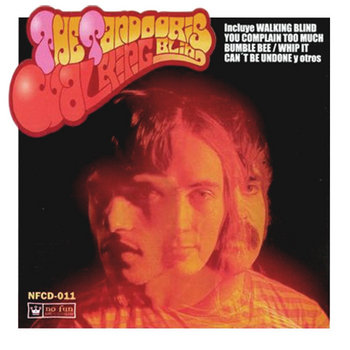 THE TANDOORIS
WALKING BLIND
Incluye WALKING BLIND
YOU COMPLAIN TOO MUCH
BUMBLE BEE / WHIP IT
CAN´T BE UNDONE y otros
NFCD-011
no fun